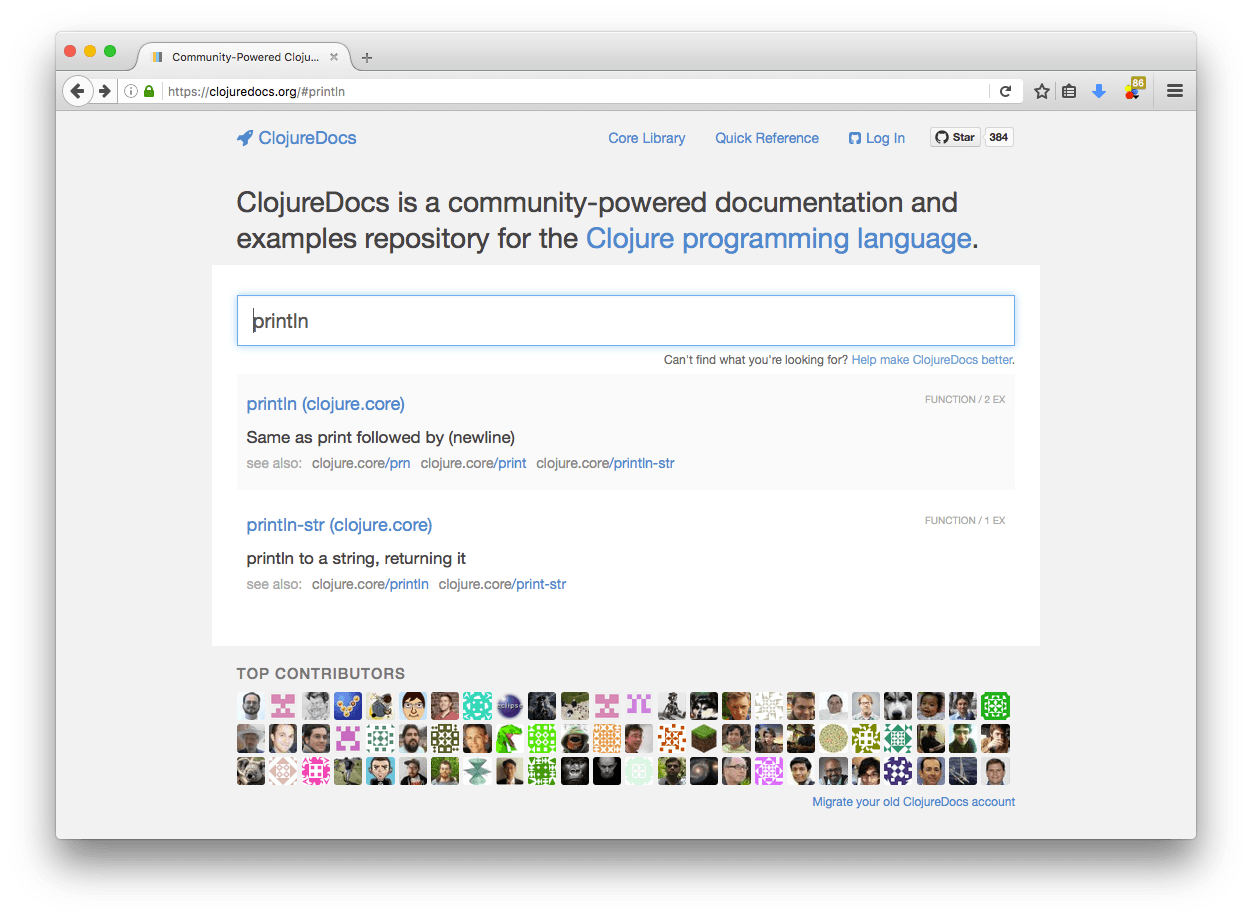 Community-Powered Cloju...
86
https://clojuredocs.org/#println
ClojureDocs
Core Library
Quick Reference
Log In
Star
384
ClojureDocs is a community-powered documentation and
examples repository for the Clojure programming language.
println
Can't find what you're looking for? Help make ClojureDocs better.
println (clojure.core)
FUNCTION / 2 EX
Same as print followed by (newline)
see also: clojure.core/prn clojure.core/print clojure.core/println-str
println-str (clojure.core)
FUNCTION / 1 EX
println to a string, returning it
see also: clojure.core/println clojure.core/print-str
TOP CONTRIBUTORS
eclipse
Migrate your old ClojureDocs account